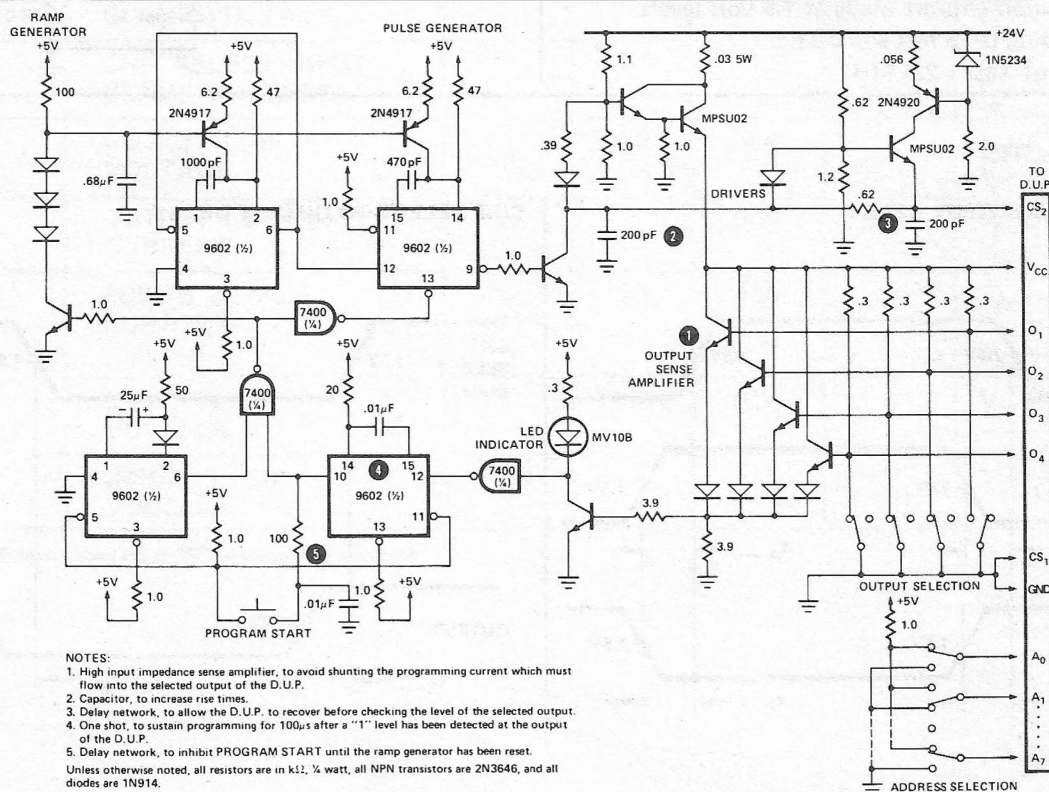 RAMP
GENERATOR
+5V
+5V
PULSE GENERATOR
+5V
+24V
100
6.2
47
6.2
47
1.1
.03 5W
.056
1N5234
2N4917
2N4917
.62
2N4920
1000 pF
470 pF
.68µF
+5V
.39
1.0
1.0
MPSU02
MPSU02
2.0
1.2
TO
D.U.P.
1.0
DRIVERS
.62
CS2
5
2
6
15
14
11
9602 (½)
9602 (½)
2
200 pF
3
200 pF
4
3
12
13
9
1.0
VCC
1.0
7400
(¼)
.3
.3
.3
.3
+5V
1.0
1
OUTPUT
SENSE
AMPLIFIER
O1
+5V
+5V
+5V
O2
50
20
7400
(¼)
.3
25µF
- +
.01µF
LED
INDICATOR
MV10B
O3
O4
1
2
14
4
15
4
6
10
12
7400
(¼)
9602 (½)
9602 (½)
5
3
13
11
+5V
1.0
100
5
3.9
3.9
CS1
+5V
1.0
.01µF
1.0
+5V
OUTPUT SELECTION
GND
PROGRAM START
+5V
1.0
A0
A1
A7
ADDRESS SELECTION
NOTES:
1. High input impedance sense amplifier, to avoid shunting the programming current which must
flow into the selected output of the D.U.P.
2. Capacitor, to increase rise times.
3. Delay network, to allow the D.U.P. to recover before checking the level of the selected output.
4. One shot, to sustain programming for 100µs after a "1" level has been detected at the output
of the D.U.P.
5. Delay network, to inhibit PROGRAM START until the ramp generator has been reset.
Unless otherwise noted, all resistors are in kΩ, ¼ watt, all NPN transistors are 2N3646, and all
diodes are 1N914.